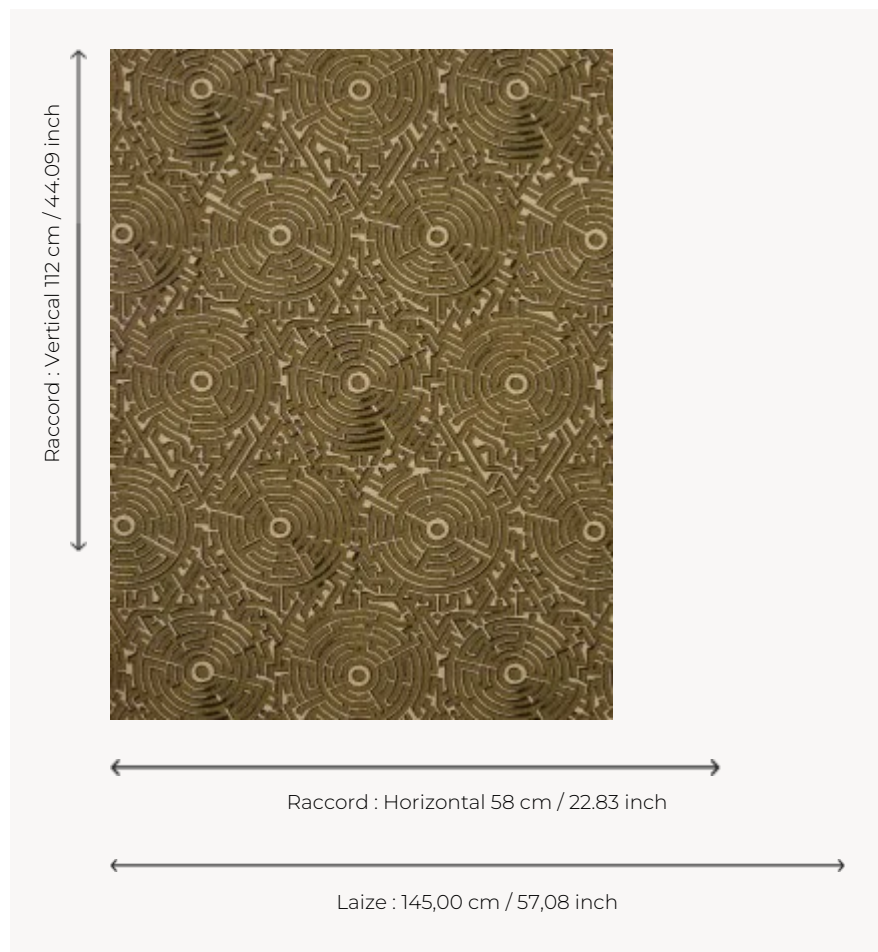 Raccord : Vertical 112 cm / 44.09 inch
Raccord : Horizontal 58 cm / 22.83 inch
Laize : 145,00 cm / 57,08 inch